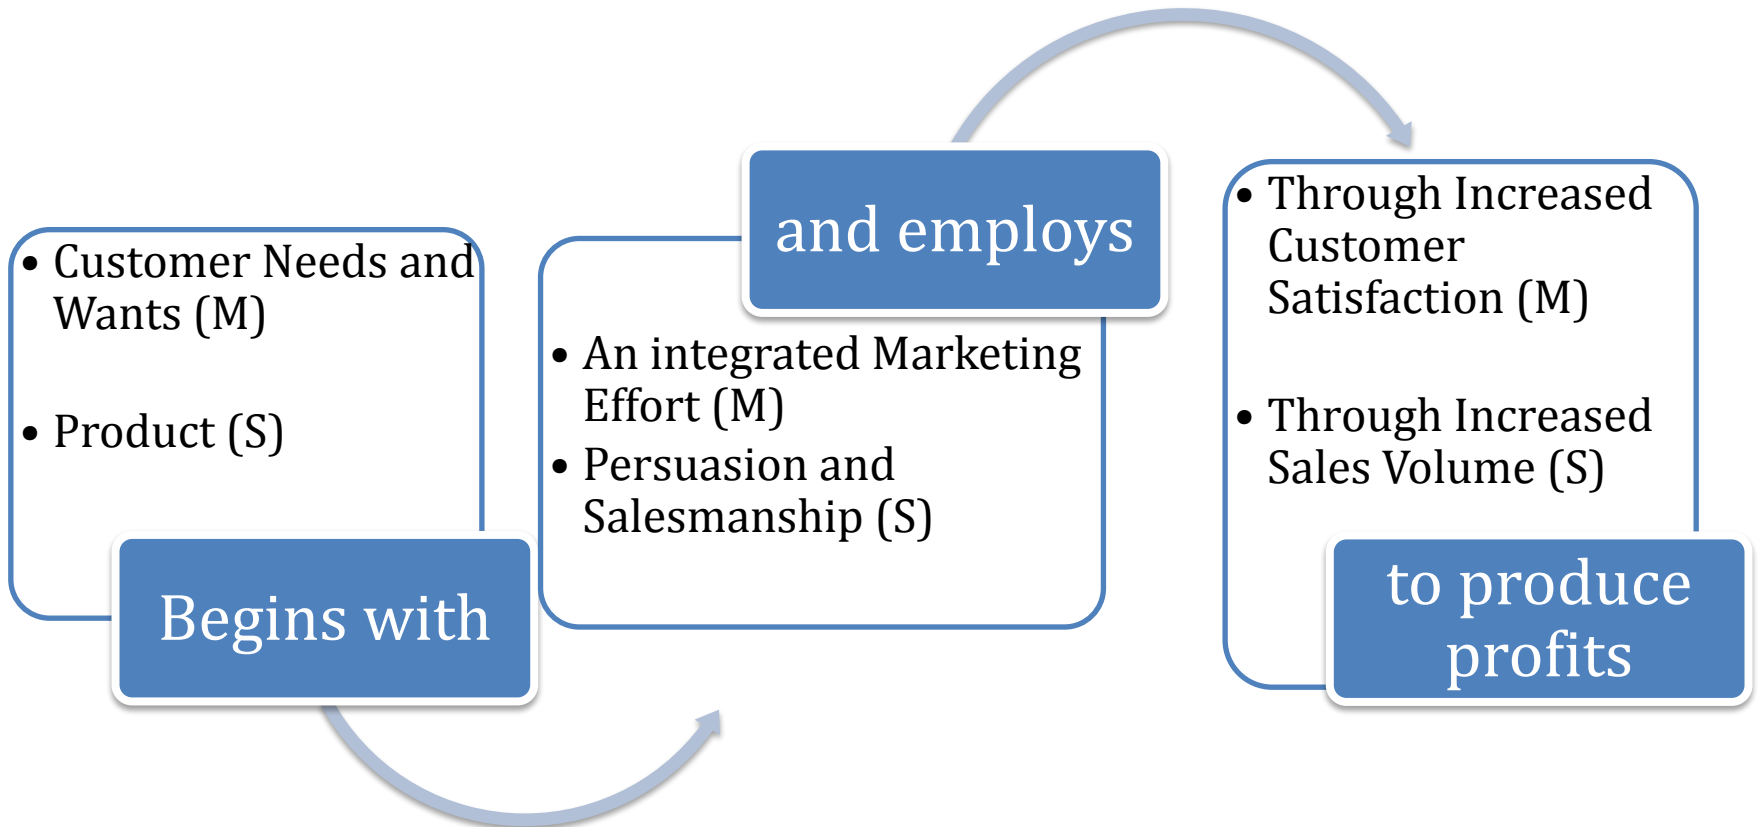 • Customer Needs and
Wants (M)
• Product (S)
Begins with
and employs
• An integrated Marketing
Effort (M)
• Persuasion and
Salesmanship (S)
• Through Increased
Customer
Satisfaction (M)
• Through Increased
Sales Volume (S)
to produce
profits